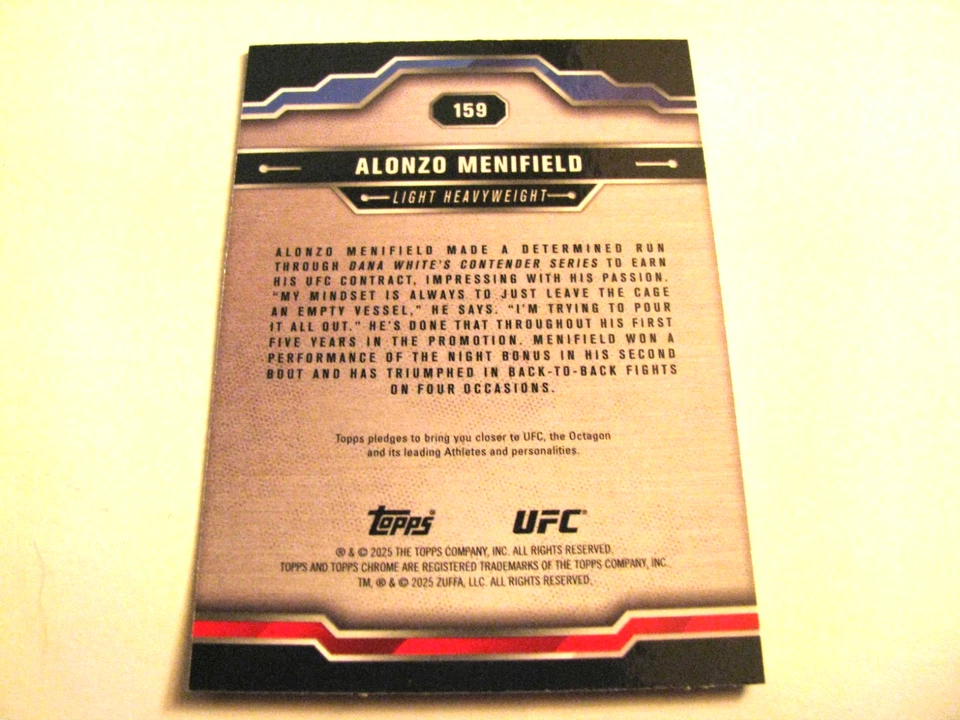 159
ALONZO MENIFIELD
LIGHT HEAVYWEIGHT
ALONZO MENIFIELD MADE A DETERMINED RUN
THROUGH DANA WHITE'S CONTENDER SERIES TO EARN
HIS UFC CONTRACT, IMPRESSING WITH HIS PASSION.
"MY MINDSET IS ALWAYS TO JUST LEAVE THE CAGE
AN EMPTY VESSEL," HE SAYS. "I'M TRYING TO POUR
IT ALL OUT." HE'S DONE THAT THROUGHOUT HIS FIRST
FIVE YEARS IN THE PROMOTION. MENIFIELD WON A
PERFORMANCE OF THE NIGHT BONUS IN HIS SECOND
BOUT AND HAS TRIUMPHED IN BACK-TO-BACK FIGHTS
ON FOUR OCCASIONS.
Topps pledges to bring you closer to UFC, the Octagon
and its leading Athletes and personalities.
Topps® UFC®
® & © 2025 THE TOPPS COMPANY, INC. ALL RIGHTS RESERVED.
TOPPS AND TOPPS CHROME ARE REGISTERED TRADEMARKS OF THE TOPPS COMPANY, INC.
TM, ® & © 2025 ZUFFA, LLC. ALL RIGHTS RESERVED.